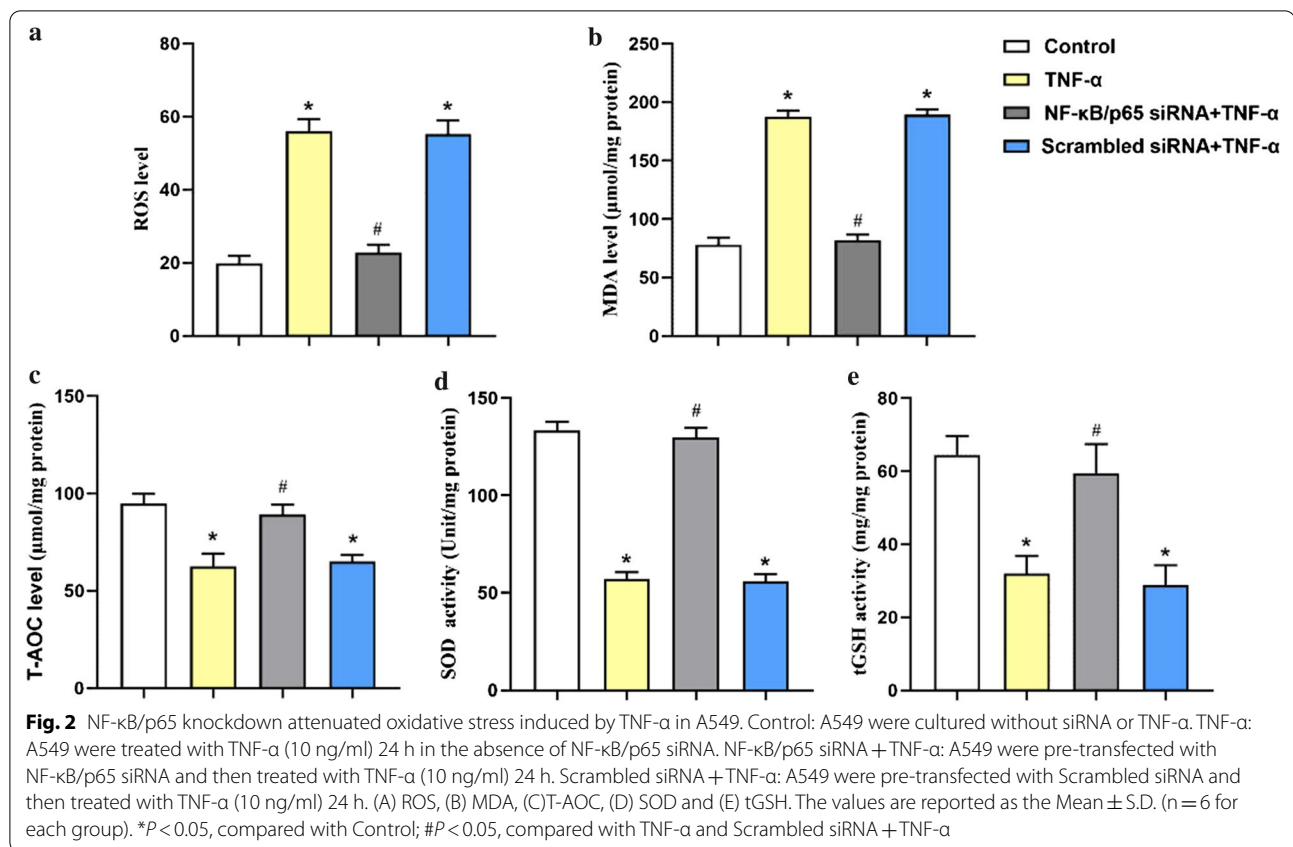 a
80
60
40
20
0
ROS level
*
#
*
b
250
200
150
100
50
0
MDA level (μmol/mg protein)
*
#
*
Control
TNF-α
NF-κB/p65 siRNA+TNF-α
Scrambled siRNA+TNF-α
c
150
100
50
0
T-AOC level (μmol/mg protein)
*
#
*
d
150
100
50
0
SOD activity (Unit/mg protein)
*
#
*
e
80
60
40
20
0
tGSH activity (mg/mg protein)
*
#
*
Fig. 2 NF-κB/p65 knockdown attenuated oxidative stress induced by TNF-α in A549. Control: A549 were cultured without siRNA or TNF-α. TNF-α:
A549 were treated with TNF-α (10 ng/ml) 24 h in the absence of NF-κB/p65 siRNA. NF-κB/p65 siRNA + TNF-α: A549 were pre-transfected with
NF-κB/p65 siRNA and then treated with TNF-α (10 ng/ml) 24 h. Scrambled siRNA + TNF-α: A549 were pre-transfected with Scrambled siRNA and
then treated with TNF-α (10 ng/ml) 24 h. (A) ROS, (B) MDA, (C)T-AOC, (D) SOD and (E) tGSH. The values are reported as the Mean ± S.D. (n = 6 for
each group). *P < 0.05, compared with Control; #P < 0.05, compared with TNF-α and Scrambled siRNA + TNF-α